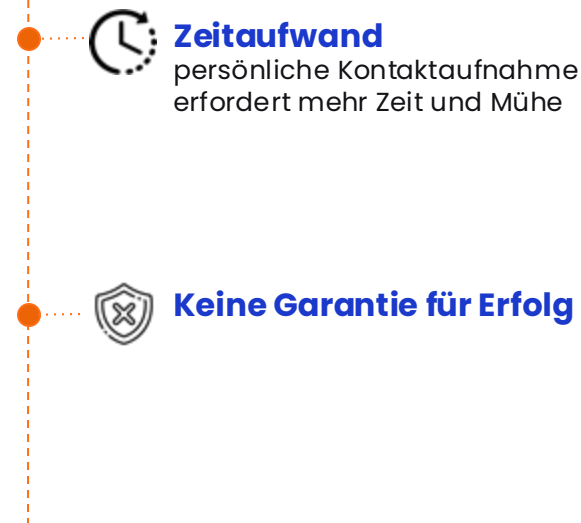 Zeitaufwand
persönliche Kontaktaufnahme
erfordert mehr Zeit und Mühe
Keine Garantie für Erfolg